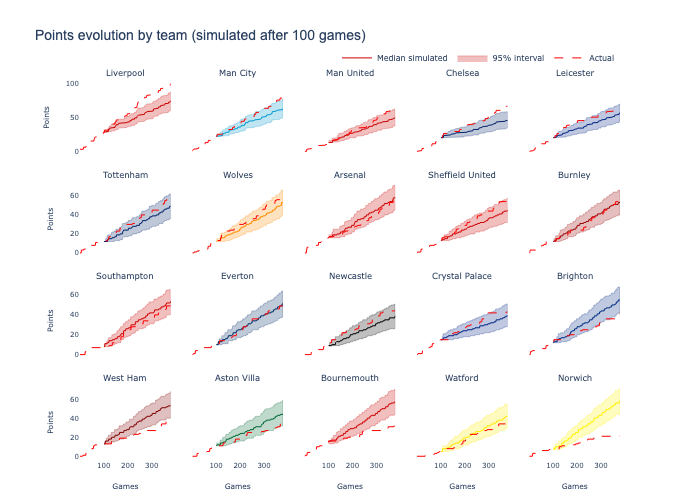 Points evolution by team (simulated after 100 games)
Median simulated 95% interval Actual
Liverpool Man City Man United Chelsea Leicester
100
50
0
Points
Tottenham Wolves Arsenal Sheffield United Burnley
60
40
20
0
Points
Southampton Everton Newcastle Crystal Palace Brighton
60
40
20
0
Points
West Ham Aston Villa Bournemouth Watford Norwich
60
40
20
0
Points
100 200 300 100 200 300 100 200 300 100 200 300 100 200 300
Games Games Games Games Games